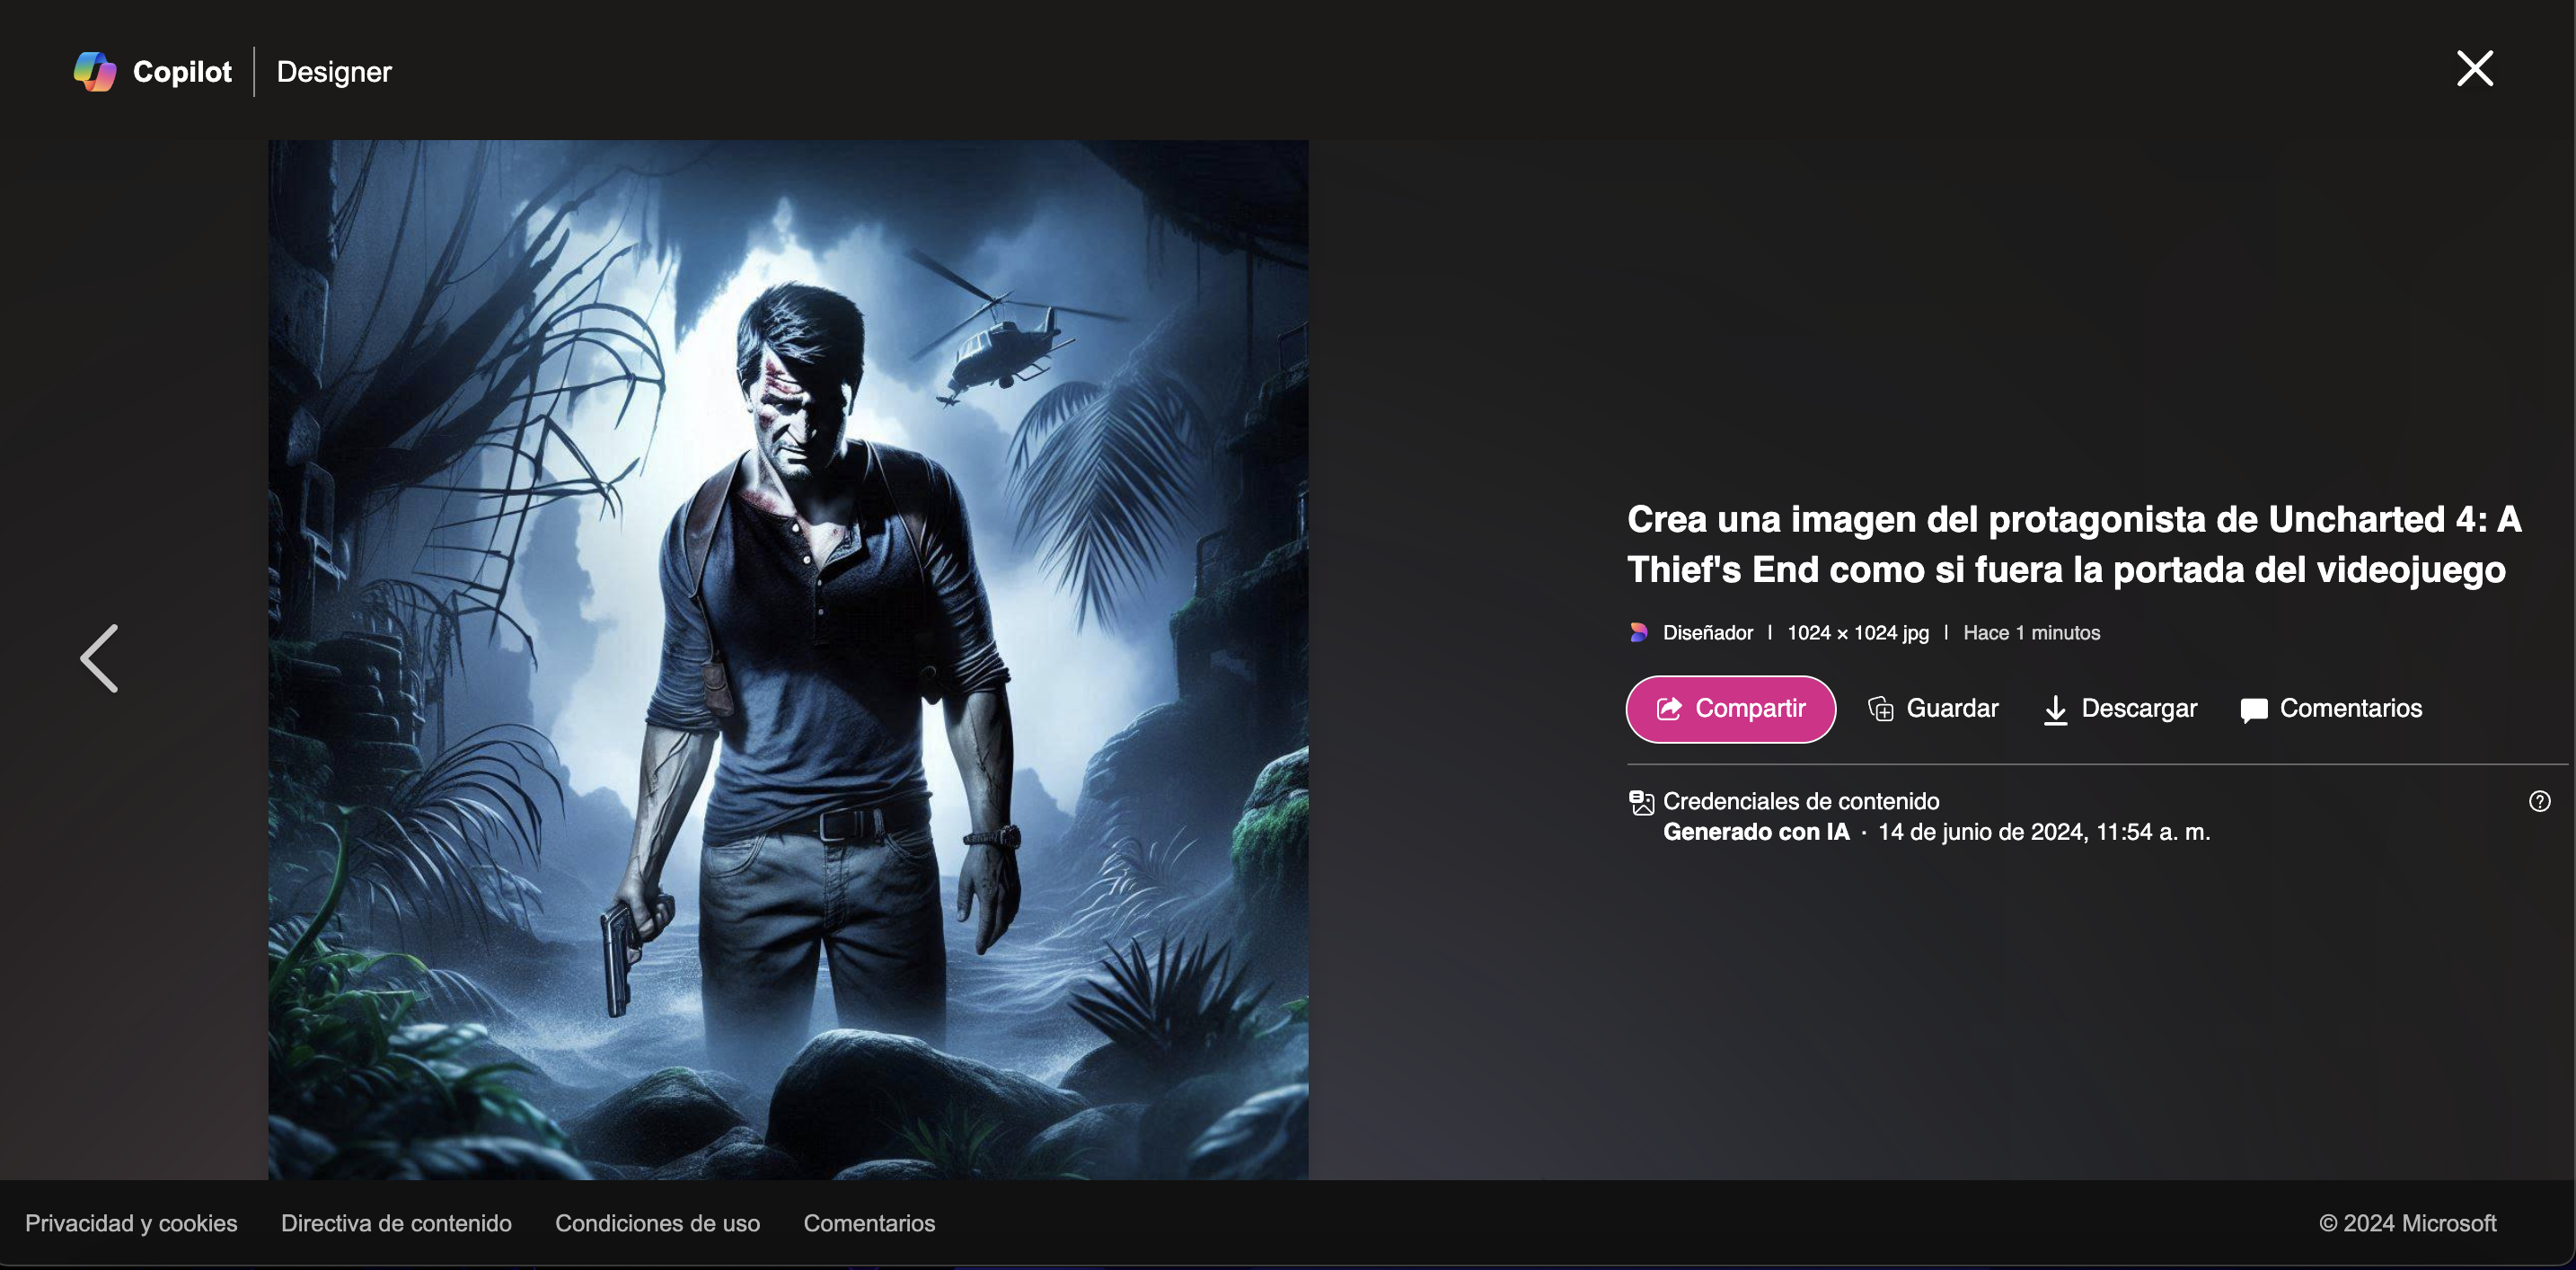 Copilot | Designer
Crea una imagen del protagonista de Uncharted 4: A
Thief's End como si fuera la portada del videojuego
Diseñador | 1024 × 1024 jpg | Hace 1 minutos
Compartir Guardar Descargar Comentarios
Credenciales de contenido
Generado con IA · 14 de junio de 2024, 11:54 a. m.
Privacidad y cookies Directiva de contenido Condiciones de uso Comentarios © 2024 Microsoft